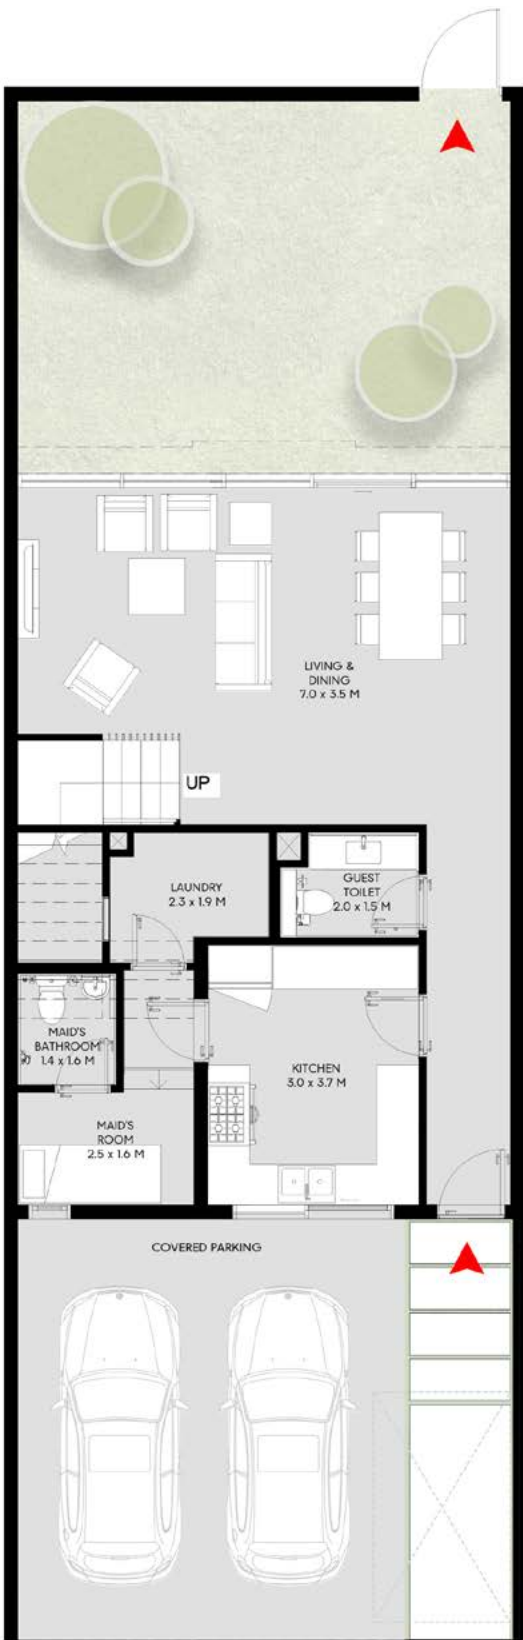 LIVING &
DINING
7.0 x 3.5 M
UP
LAUNDRY
2.3 x 1.9 M
GUEST
TOILET
2.0 x 1.5 M
MAID'S
BATHROOM
1.4 x 1.6 M
KITCHEN
3.0 x 3.7 M
MAID'S
ROOM
2.5 x 1.6 M
COVERED PARKING